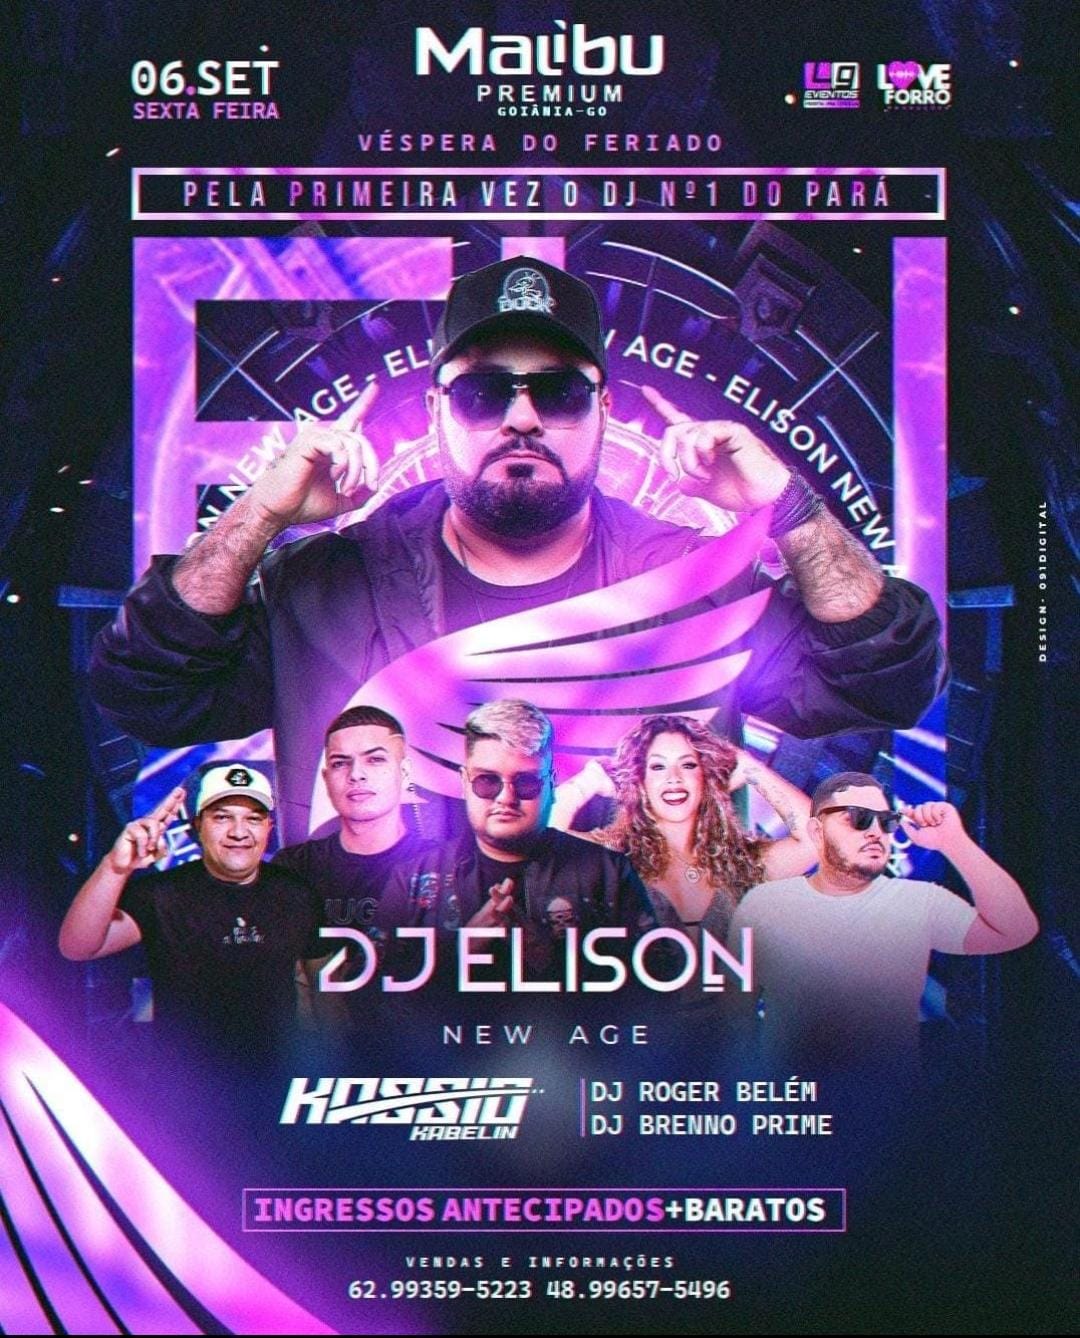 06.SET
SEXTA FEIRA
Malibu
PREMIUM
GOIÂNIA-GO
EVENTOS
LOVE
FORRÓ
VÉSPERA DO FERIADO
PELA PRIMEIRA VEZ O DJ Nº1 DO PARÁ
NEW AGE - ELI AGE - ELISON NEW
DUCK
DESIGN- 091DIGITAL
DJ ELISON
NEW AGE
KASSIO
KABELIN
DJ ROGER BELÉM
DJ BRENNO PRIME
INGRESSOS ANTECIPADOS+BARATOS
VENDAS E INFORMAÇÕES
62.99359-5223 48.99657-5496